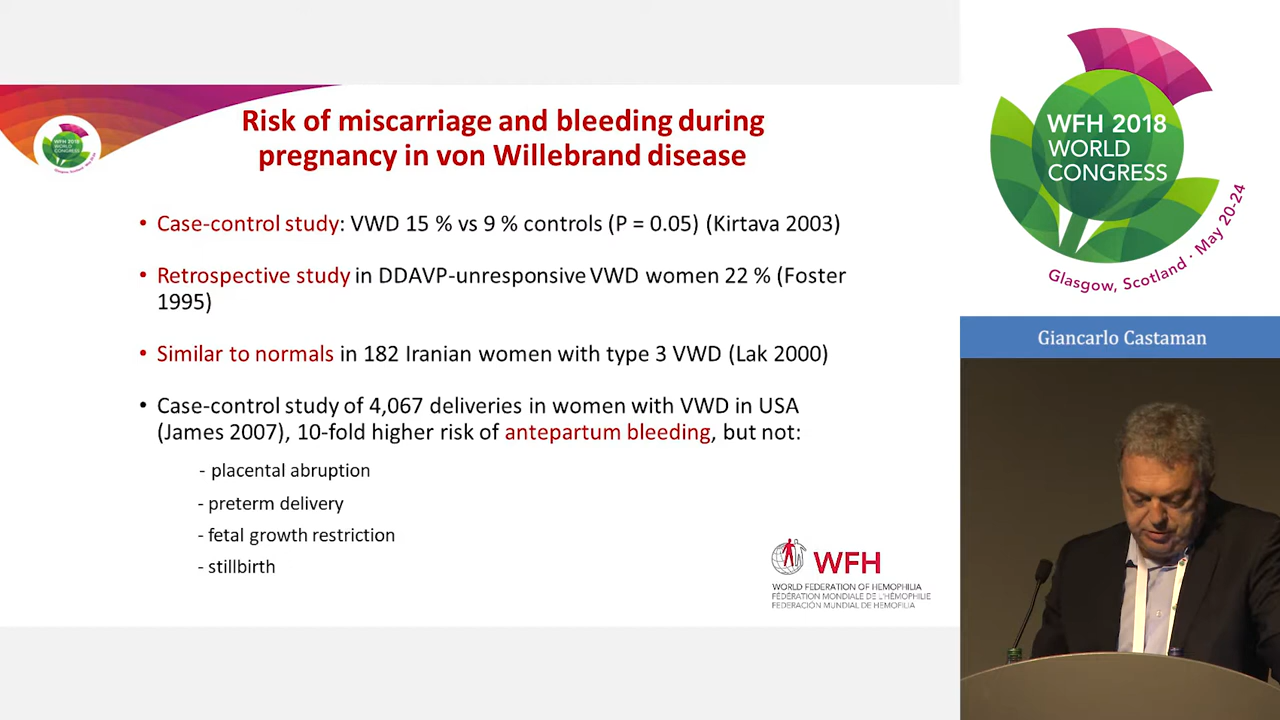 Risk of miscarriage and bleeding during
pregnancy in von Willebrand disease
• Case-control study: VWD 15 % vs 9 % controls (P = 0.05) (Kirtava 2003)
• Retrospective study in DDAVP-unresponsive VWD women 22 % (Foster
1995)
• Similar to normals in 182 Iranian women with type 3 VWD (Lak 2000)
• Case-control study of 4,067 deliveries in women with VWD in USA
(James 2007), 10-fold higher risk of antepartum bleeding, but not:
- placental abruption
- preterm delivery
- fetal growth restriction
- stillbirth
WFH
WORLD FEDERATION OF HEMOPHILIA
FÉDÉRATION MONDIALE DE L'HÉMOPHILIE
FEDERACIÓN MUNDIAL DE HEMOFILIA
WFH 2018
WORLD
CONGRESS
WFH 2018
WORLD
CONGRESS
Glasgow, Scotland · May 20-24
Giancarlo Castaman